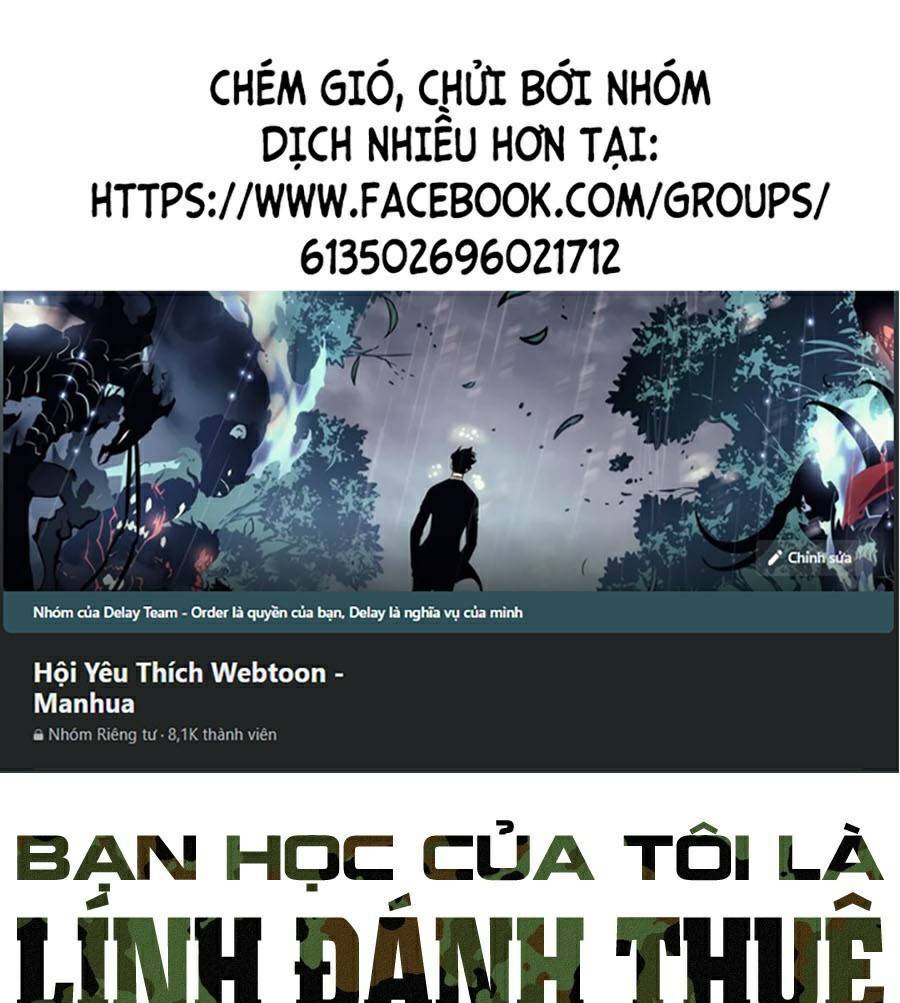 CHÉM GIÓ, CHỬI BỚI NHÓM
DỊCH NHIỀU HƠN TẠI:
HTTPS://WWW.FACEBOOK.COM/GROUPS/
613502696021712
Chỉnh sửa
Nhóm của Delay Team - Order là quyền của bạn, Delay là nghĩa vụ của mình
Hội Yêu Thích Webtoon -
Manhua
Nhóm Riêng tư · 8,1K thành viên
BẠN HỌC CỦA TÔI LÀ
LÍNH ĐÁNH THUÊ